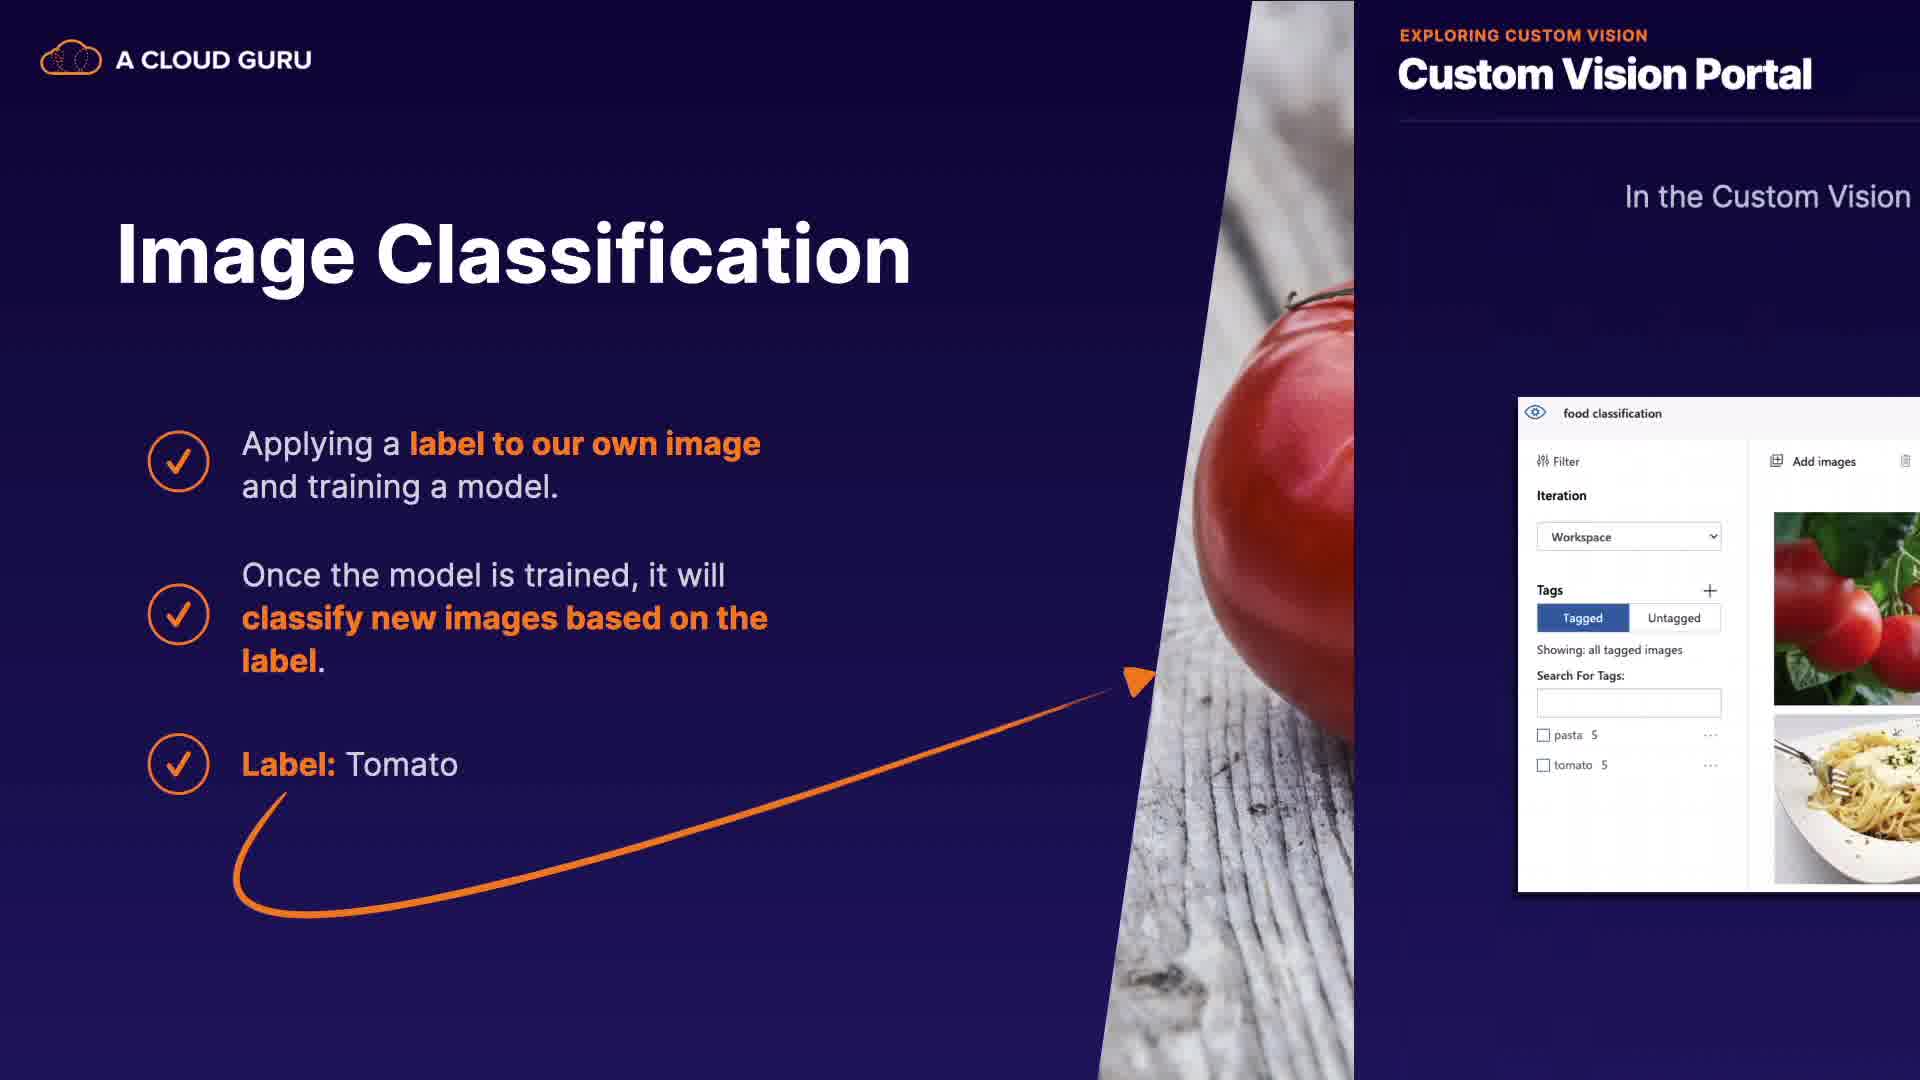 A CLOUD GURU
Image Classification
Applying a label to our own image
and training a model.
Once the model is trained, it will
classify new images based on the
label.
Label: Tomato
EXPLORING CUSTOM VISION
Custom Vision Portal
In the Custom Vision
food classification
Filter
Add images
Iteration
Workspace
Tags
Tagged Untagged
Showing: all tagged images
Search For Tags:
pasta 5 ...
tomato 5 ...